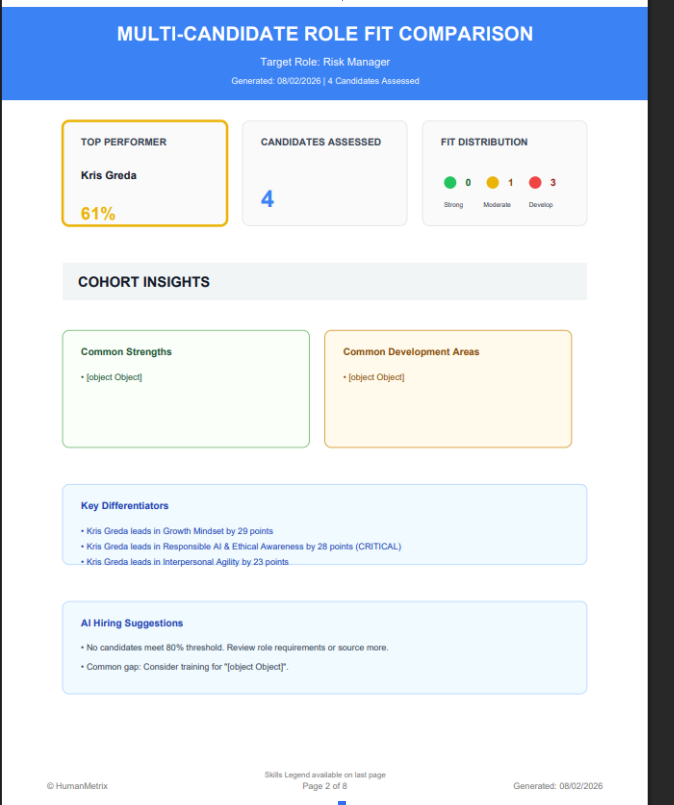 MULTI-CANDIDATE ROLE FIT COMPARISON
Target Role: Risk Manager
Generated: 08/02/2026 | 4 Candidates Assessed
TOP PERFORMER
Kris Greda
61%
CANDIDATES ASSESSED
4
FIT DISTRIBUTION
0 1 3
Strong Moderate Develop
COHORT INSIGHTS
Common Strengths
• [object Object]
Common Development Areas
• [object Object]
Key Differentiators
• Kris Greda leads in Growth Mindset by 29 points
• Kris Greda leads in Responsible AI & Ethical Awareness by 28 points (CRITICAL)
• Kris Greda leads in Interpersonal Agility by 23 points
AI Hiring Suggestions
• No candidates meet 80% threshold. Review role requirements or source more.
• Common gap: Consider training for "[object Object]".
Skills Legend available on last page
© HumanMetrix Page 2 of 8 Generated: 08/02/2026